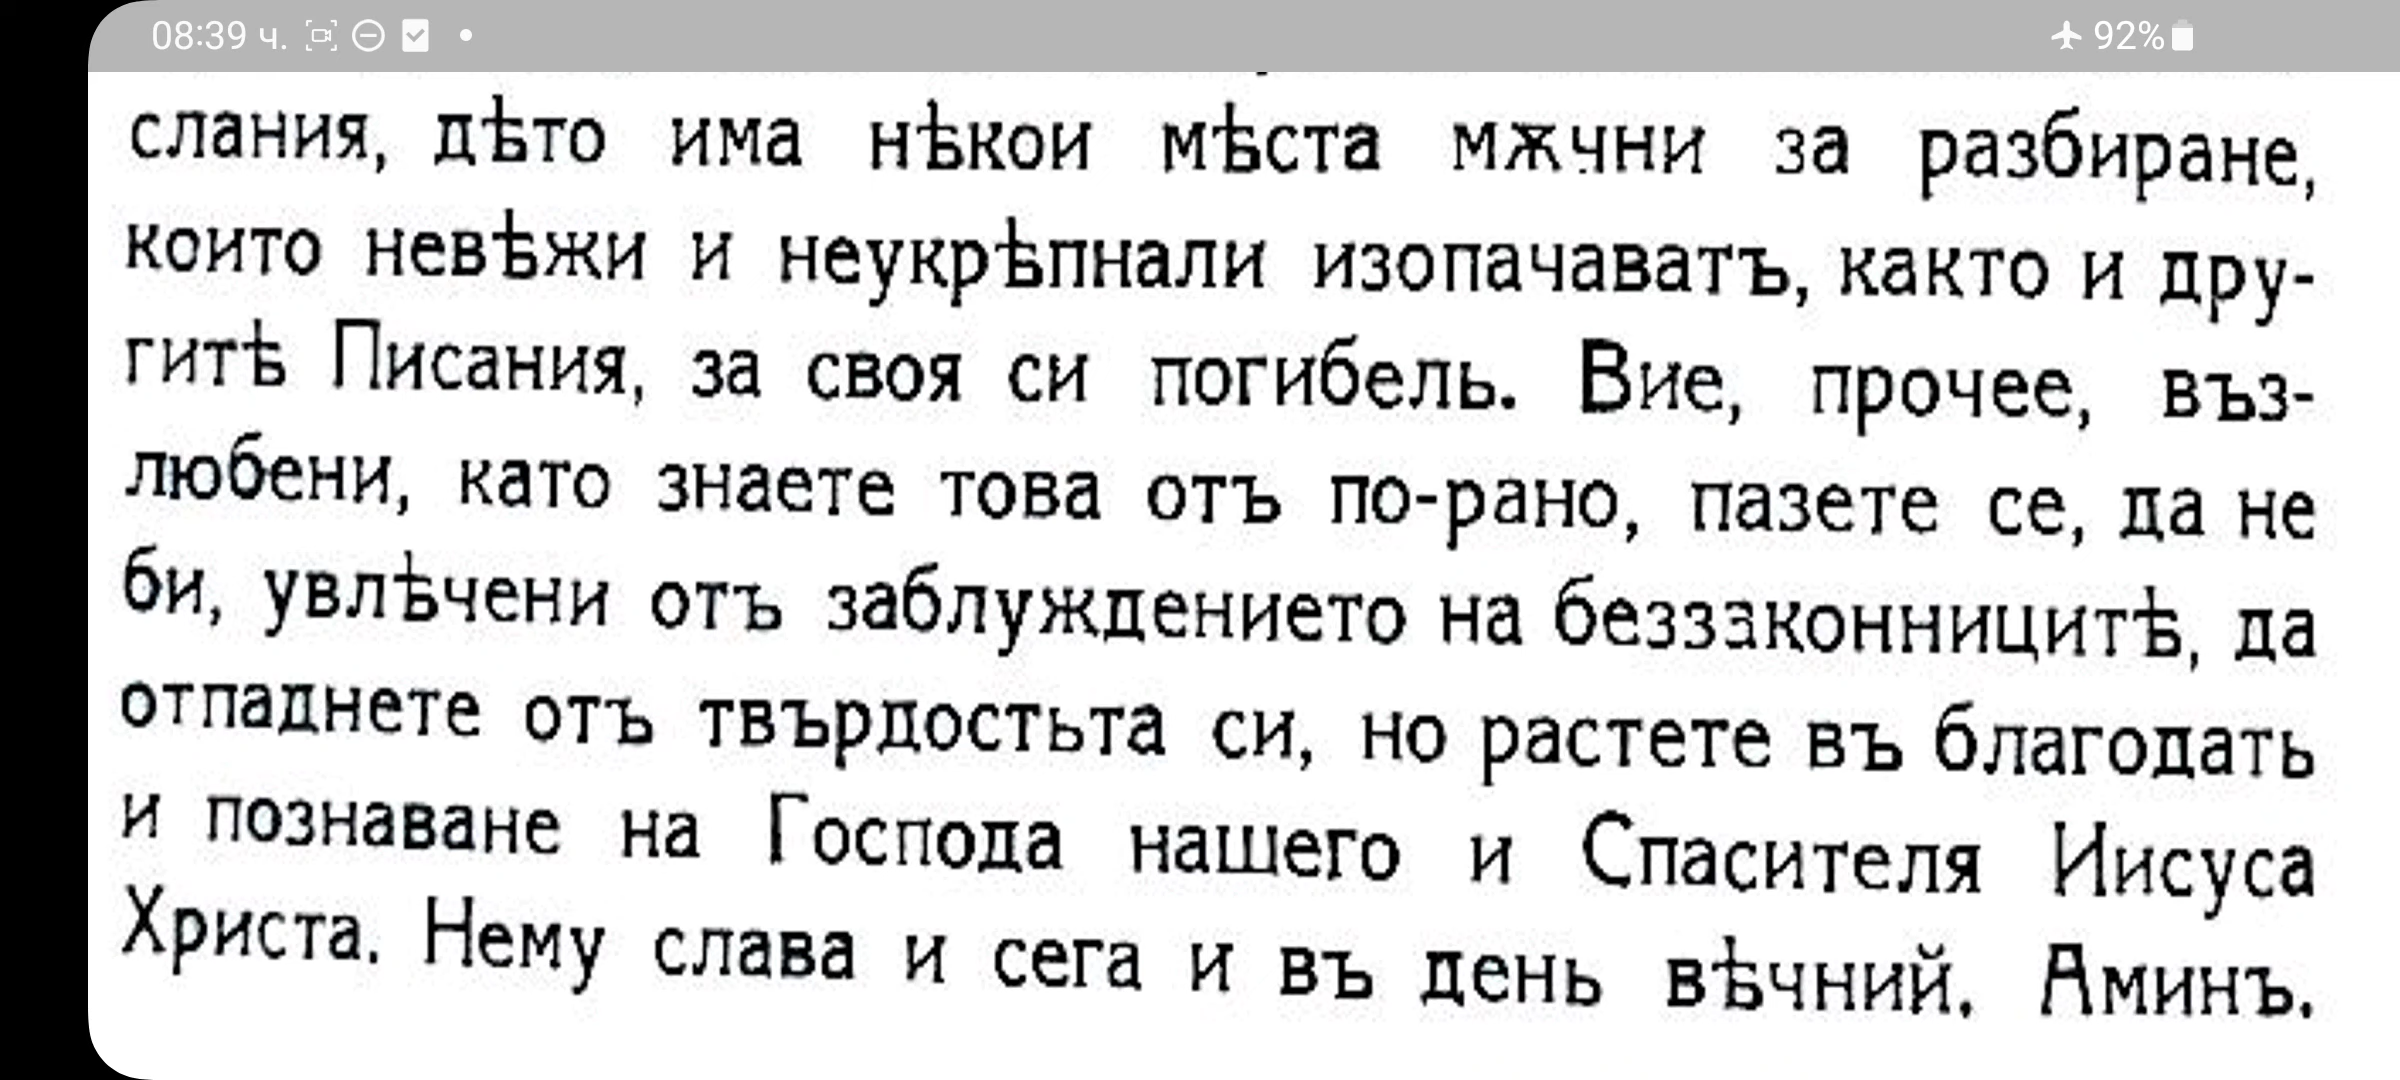 08:39 ч. 92%
слания, дѣто има нѣкои мѣста мѫчни за разбиране,
които невѣжи и неукрѣпнали изопачаватъ, както и дру-
гитѣ Писания, за своя си погибель. Вие, прочее, въз-
любени, като знаете това отъ по-рано, пазете се, да не
би, увлѣчени отъ заблуждението на беззаконницитѣ, да
отпаднете отъ твърдостьта си, но растете въ благодать
и познаване на Господа нашего и Спасителя Иисуса
Христа. Нему слава и сега и въ день вѣчний. Аминъ.